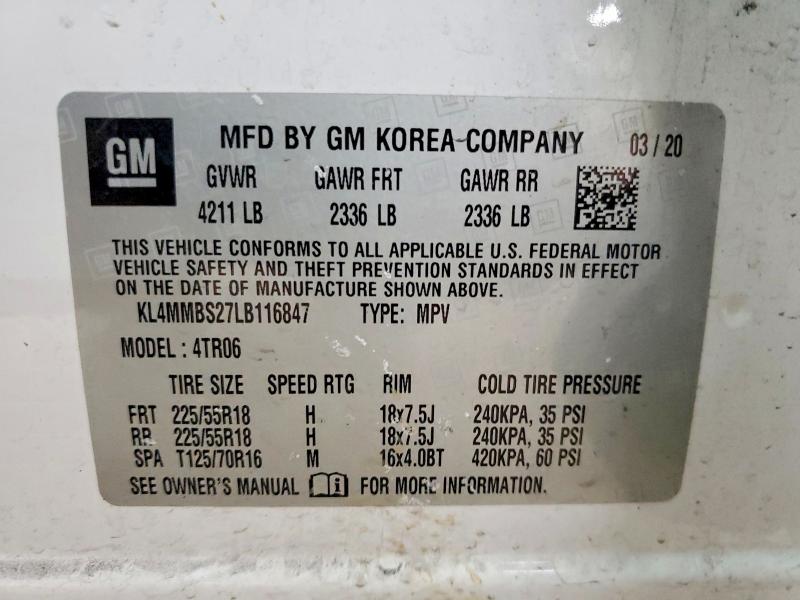 GM
MFD BY GM KOREA COMPANY 03 / 20
GVWR GAWR FRT GAWR RR
4211 LB 2336 LB 2336 LB
THIS VEHICLE CONFORMS TO ALL APPLICABLE U.S. FEDERAL MOTOR
VEHICLE SAFETY AND THEFT PREVENTION STANDARDS IN EFFECT
ON THE DATE OF MANUFACTURE SHOWN ABOVE.
KL4MMBS27LB116847 TYPE: MPV
MODEL : 4TR06
TIRE SIZE SPEED RTG RIM COLD TIRE PRESSURE
FRT 225/55R18 H 18x7.5J 240KPA, 35 PSI
RR 225/55R18 H 18x7.5J 240KPA, 35 PSI
SPA T125/70R16 M 16x4.0BT 420KPA, 60 PSI
SEE OWNER'S MANUAL i FOR MORE INFORMATION.